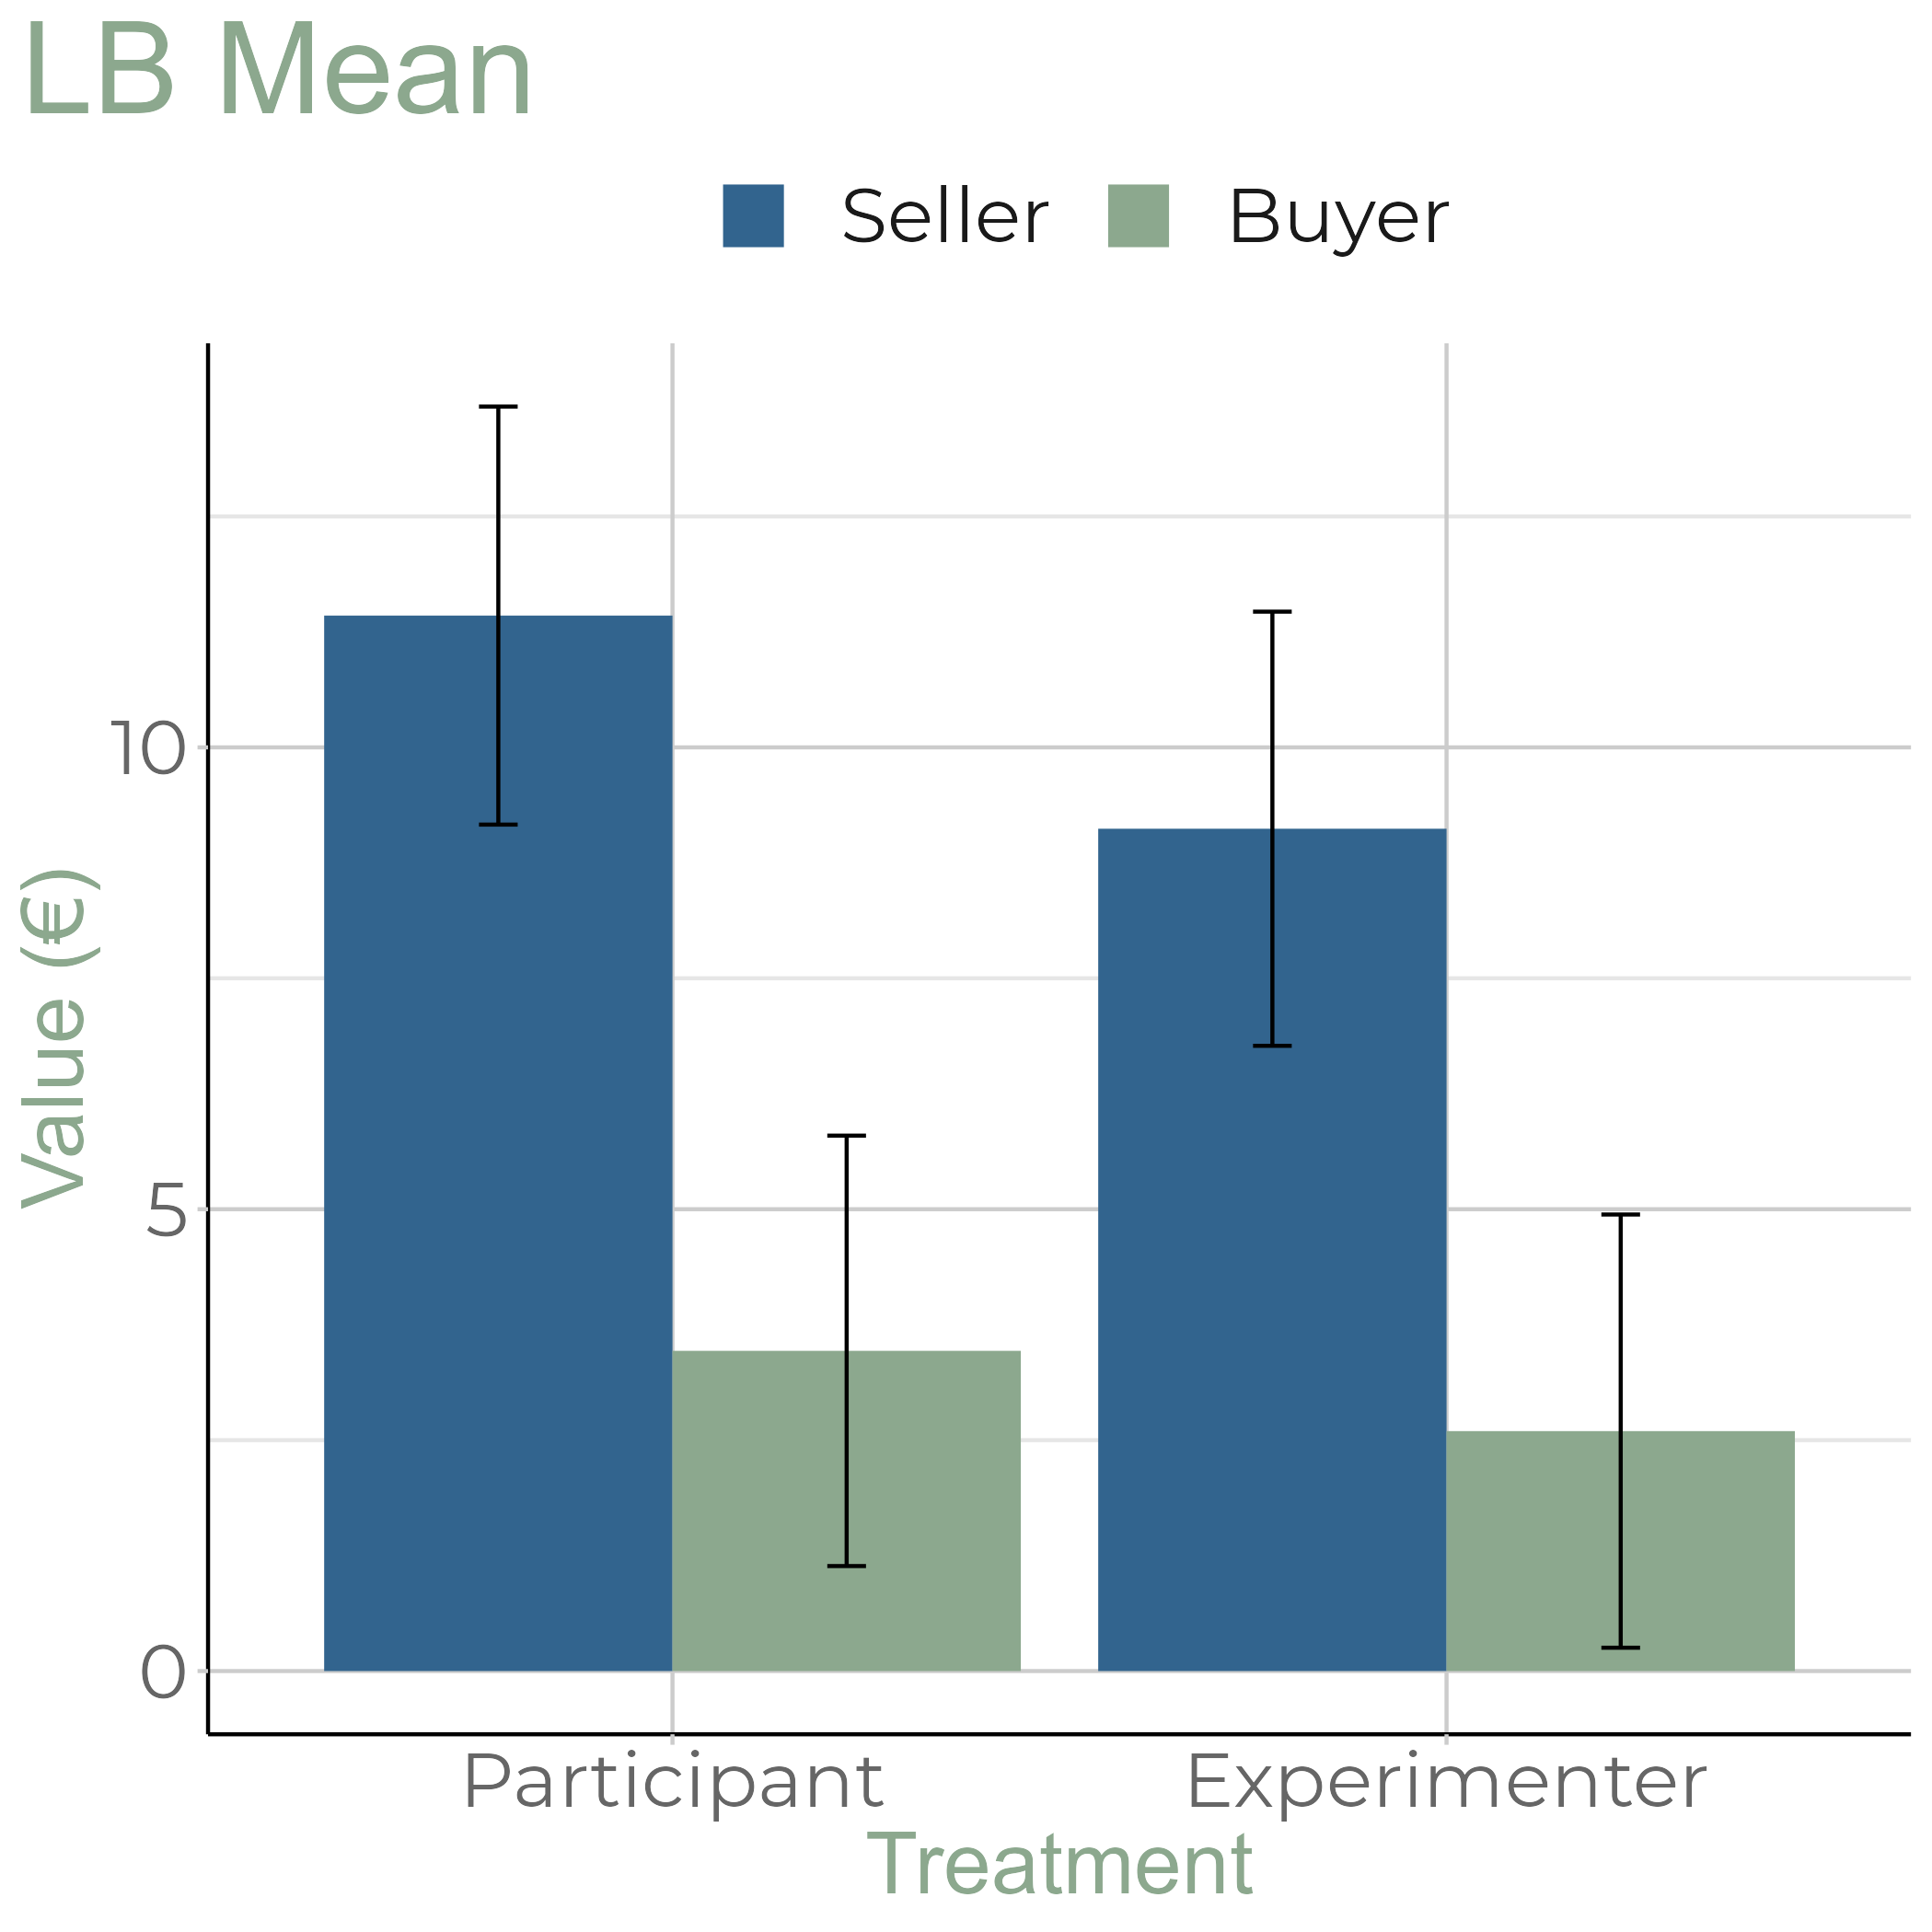 LB Mean
Seller Buyer
Value (€)
10
5
0
Participant Experimenter
Treatment